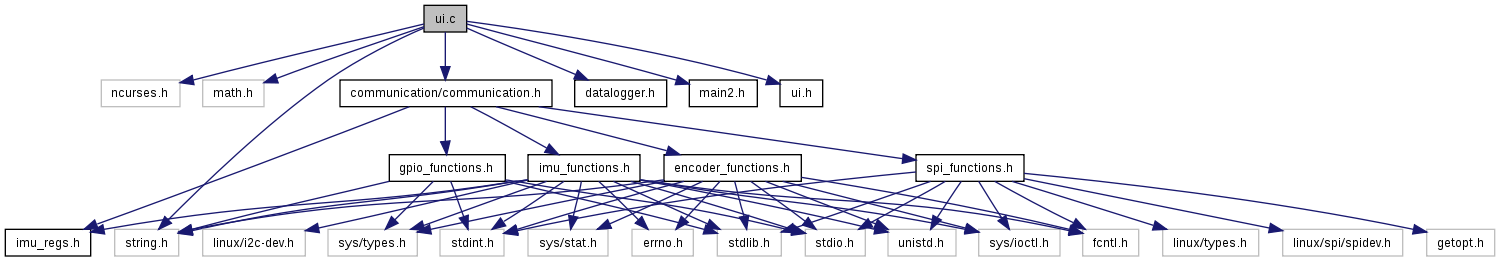 ui.c
ncurses.h
math.h
communication/communication.h
datalogger.h
main2.h
ui.h
gpio_functions.h
imu_functions.h
encoder_functions.h
spi_functions.h
imu_regs.h
string.h
linux/i2c-dev.h
sys/types.h
stdint.h
sys/stat.h
errno.h
stdlib.h
stdio.h
unistd.h
sys/ioctl.h
fcntl.h
linux/types.h
linux/spi/spidev.h
getopt.h